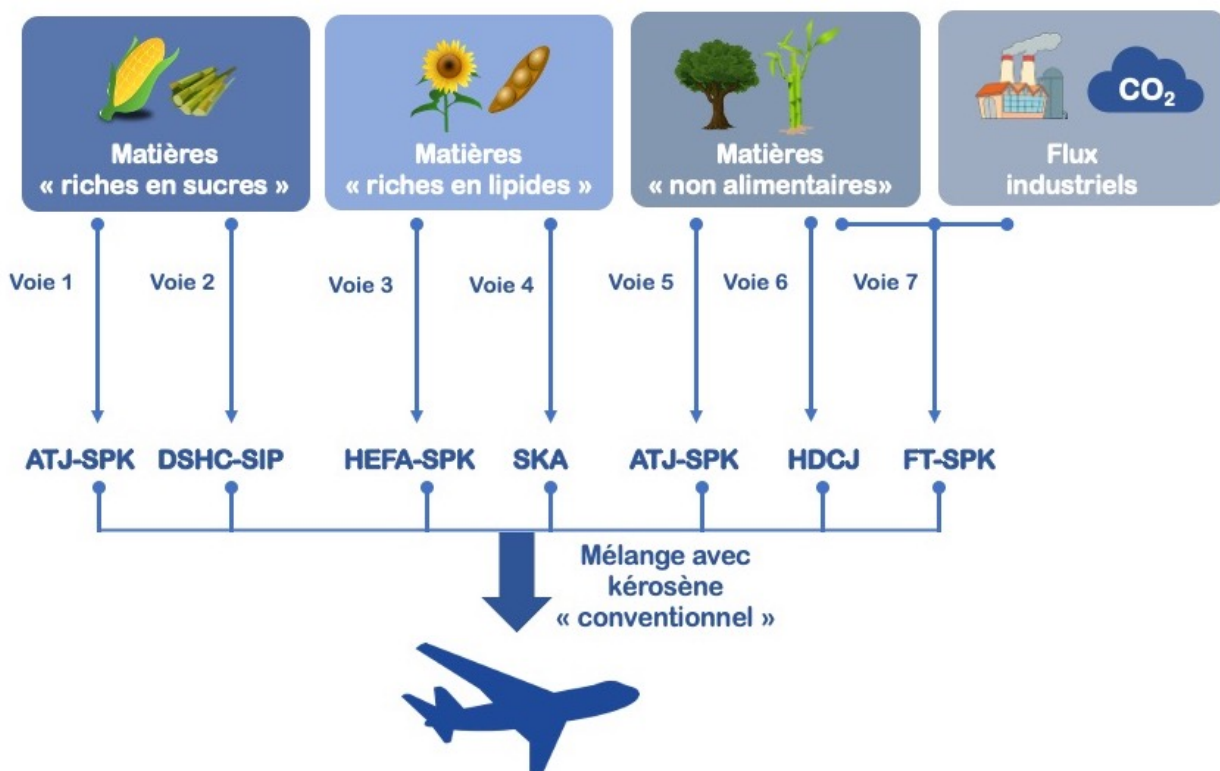 Matières
« riches en sucres »
Matières
« riches en lipides »
Matières
« non alimentaires»
CO₂
Flux
industriels
Voie 1
Voie 2
Voie 3
Voie 4
Voie 5
Voie 6
Voie 7
ATJ-SPK
DSHC-SIP
HEFA-SPK
SKA
ATJ-SPK
HDCJ
FT-SPK
Mélange avec
kérosène
« conventionnel »